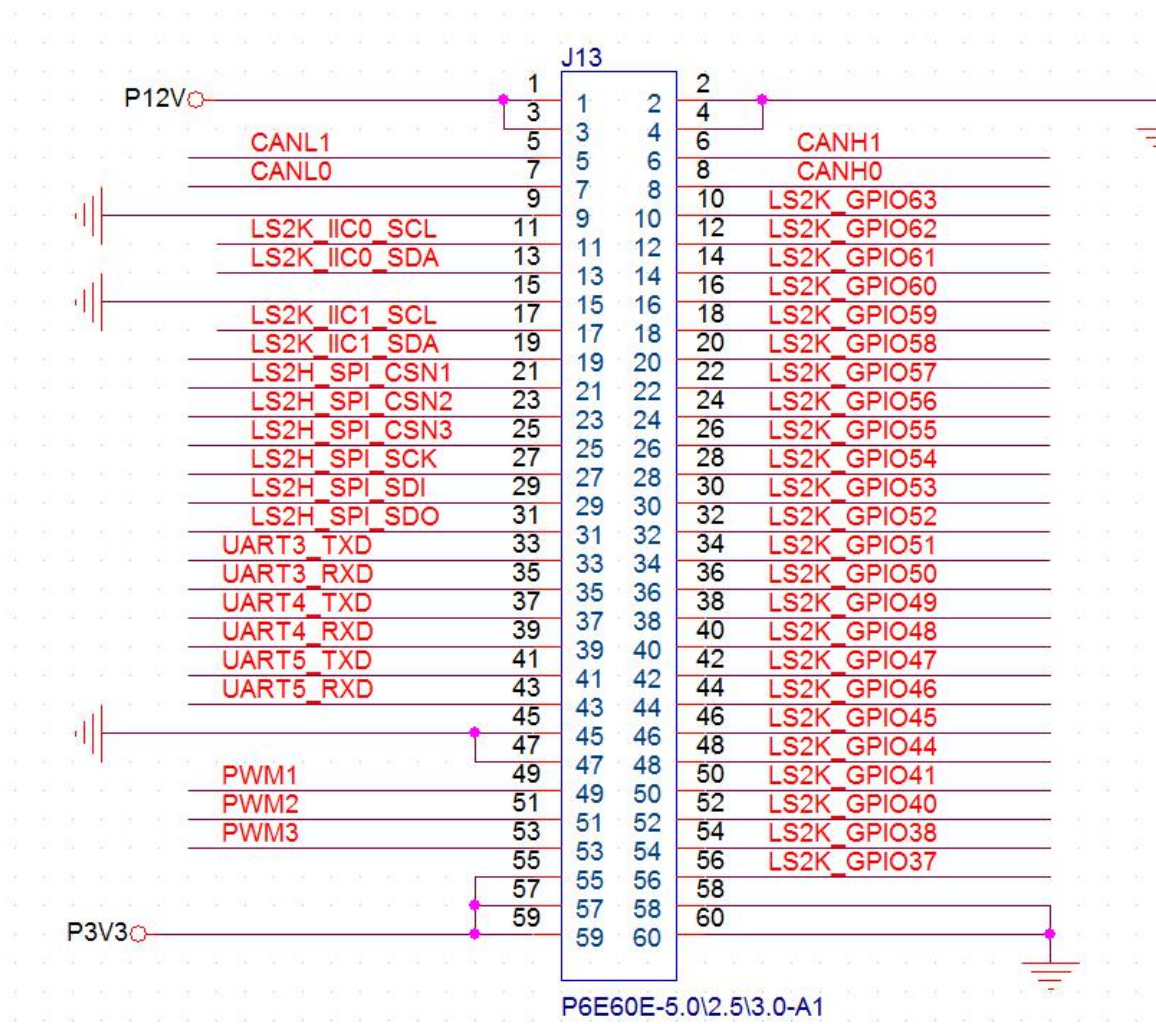 J13
1 2
P12V 1 2
3 4
3 4
CANL1 5 6 CANH1
5 6
CANL0 7 8 CANH0
7 8
9 10 LS2K_GPIO63
9 10
LS2K_IIC0_SCL 11 12 LS2K_GPIO62
11 12
LS2K_IIC0_SDA 13 14 LS2K_GPIO61
13 14
15 16 LS2K_GPIO60
15 16
LS2K_IIC1_SCL 17 18 LS2K_GPIO59
17 18
LS2K_IIC1_SDA 19 20 LS2K_GPIO58
19 20
LS2H_SPI_CSN1 21 22 LS2K_GPIO57
21 22
LS2H_SPI_CSN2 23 24 LS2K_GPIO56
23 24
LS2H_SPI_CSN3 25 26 LS2K_GPIO55
25 26
LS2H_SPI_SCK 27 28 LS2K_GPIO54
27 28
LS2H_SPI_SDI 29 30 LS2K_GPIO53
29 30
LS2H_SPI_SDO 31 32 LS2K_GPIO52
31 32
UART3_TXD 33 34 LS2K_GPIO51
33 34
UART3_RXD 35 36 LS2K_GPIO50
35 36
UART4_TXD 37 38 LS2K_GPIO49
37 38
UART4_RXD 39 40 LS2K_GPIO48
39 40
UART5_TXD 41 42 LS2K_GPIO47
41 42
UART5_RXD 43 44 LS2K_GPIO46
43 44
45 46 LS2K_GPIO45
45 46
47 48 LS2K_GPIO44
47 48
PWM1 49 50 LS2K_GPIO41
49 50
PWM2 51 52 LS2K_GPIO40
51 52
PWM3 53 54 LS2K_GPIO38
53 54
55 56 LS2K_GPIO37
55 56
57 58
57 58
59 60
P3V3 59 60
P6E60E-5.0\2.5\3.0-A1